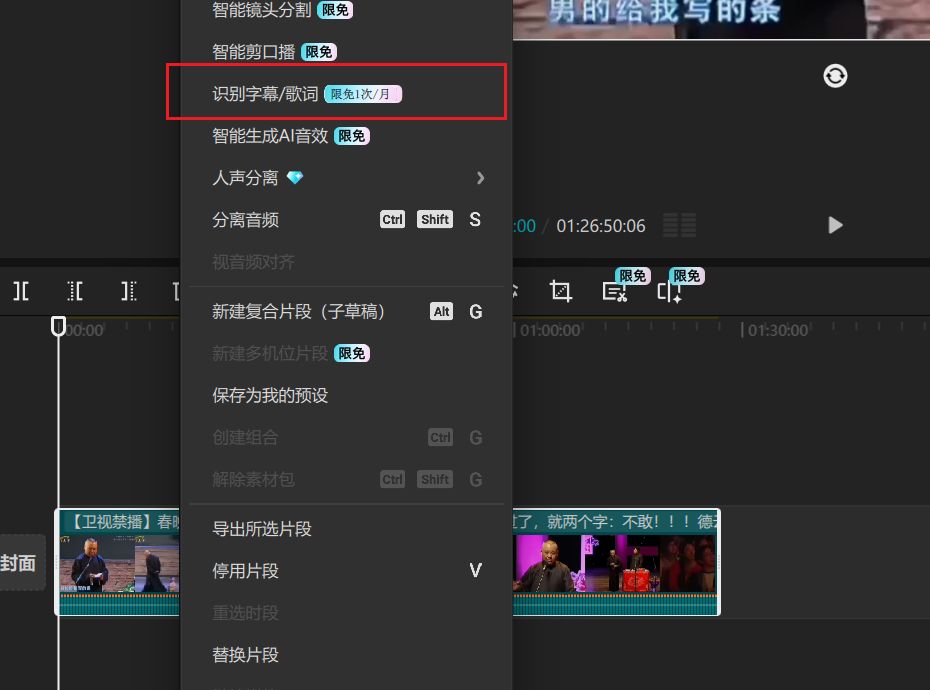 智能镜头分割 限免
男的给我写的条
智能剪口播 限免
识别字幕/歌词 限免1次/月
智能生成AI音效 限免
人声分离
分离音频 Ctrl Shift S
:00 / 01:26:50:06
视音频对齐
限免 限免
新建复合片段（子草稿） Alt G
00:00 01:00:00 01:30:00
新建多机位片段 限免
保存为我的预设
创建组合 Ctrl G
解除素材包 Ctrl Shift G
【卫视禁播】春晚
过了，就两个字：不敢！！！德云
导出所选片段
封面
停用片段 V
重选时段
替换片段